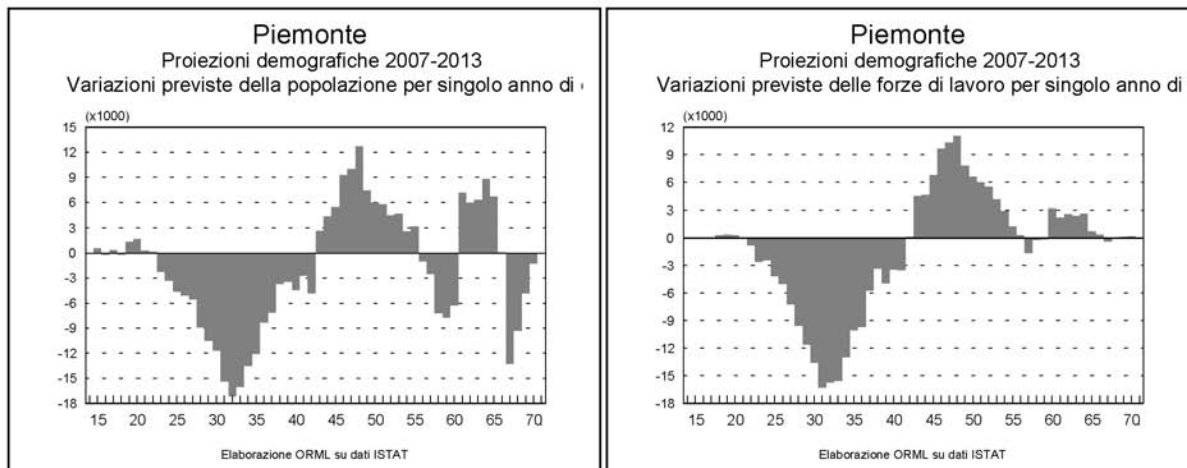 Piemonte
Proiezioni demografiche 2007-2013
Variazioni previste della popolazione per singolo anno di
(x1000)
15
12
9
6
3
0
-3
-6
-9
-12
-15
-18
15 20 25 30 35 40 45 50 55 60 65 70
Elaborazione ORML su dati ISTAT
Piemonte
Proiezioni demografiche 2007-2013
Variazioni previste delle forze di lavoro per singolo anno di
(x1000)
12
9
6
3
0
-3
-6
-9
-12
-15
-18
15 20 25 30 35 40 45 50 55 60 65 70
Elaborazione ORML su dati ISTAT